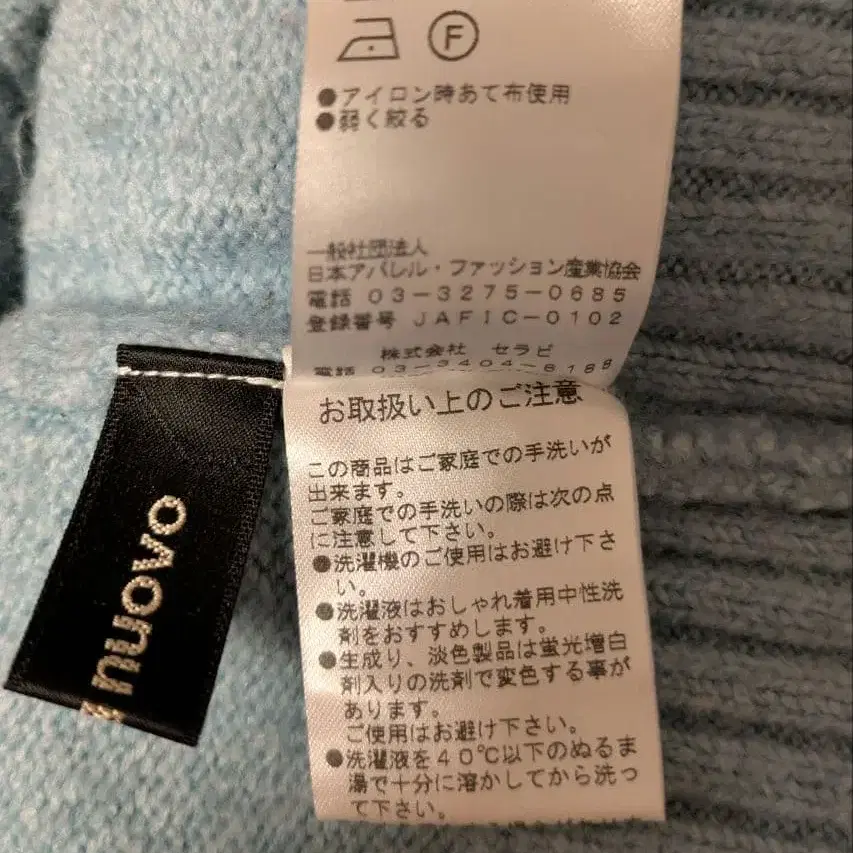 F
●アイロン時あて布使用
●弱く絞る
一般社団法人
日本アパレル・ファッション産業協会
電話 03-3275-0685
登録番号 JAFIC-0102
株式会社 セラビ
電話 03-3404-6188
お取扱い上のご注意
この商品はご家庭での手洗いが
出来ます。
ご家庭での手洗いの際は次の点
に注意して下さい。
●洗濯機のご使用はお避け下さ
い。
●洗濯液はおしゃれ着用中性洗
剤をおすすめします。
●生成り、淡色製品は蛍光増白
剤入りの洗剤で変色する事が
あります。
ご使用はお避け下さい。
●洗濯液を40℃以下のぬるま
湯で十分に溶かしてから洗っ
て下さい。
nuovo